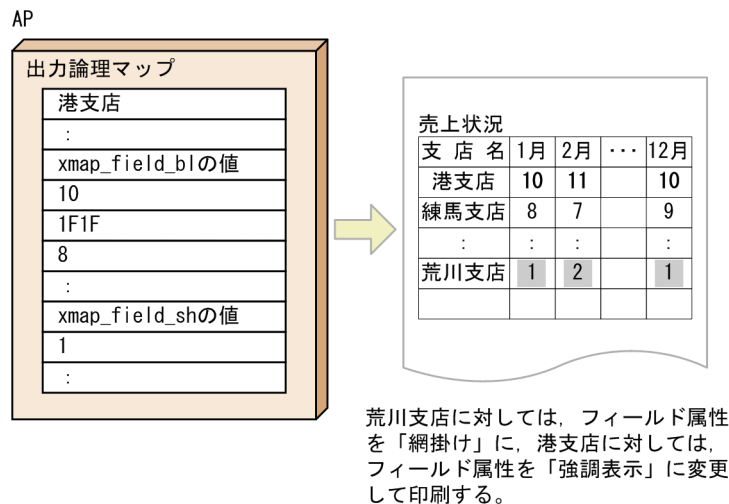 AP
出力論理マップ
港支店
:
xmap_field_blの値
10
1F1F
8
:
xmap_field_shの値
1
:
売上状況
支 店 名 1月 2月 ··· 12月
港支店 10 11 10
練馬支店 8 7 9
: : : :
荒川支店 1 2 1
荒川支店に対しては，フィールド属性
を「網掛け」に，港支店に対しては，
フィールド属性を「強調表示」に変更
して印刷する。